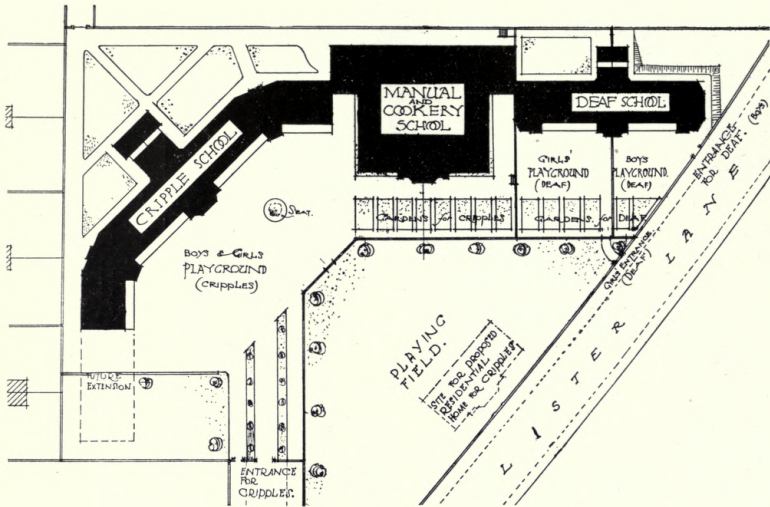 MANUAL
AND
COOKERY
SCHOOL
DEAF SCHOOL
CRIPPLE SCHOOL
ENTRANCE
FOR DEAF. (BOYS)
GIRLS'
PLAYGROUND
(DEAF)
BOYS
PLAYGROUND.
(DEAF)
SEAT.
GARDENS for CRIPPLES
GARDENS for DEAF
BOYS & GIRLS
PLAYGROUND
(CRIPPLES)
GIRLS ENTRANCE
(DEAF)
PLAYING
FIELD.
SITE FOR PROPOSED
RESIDENTIAL
HOME FOR CRIPPLES.
LISTER LANE
FUTURE
EXTENSION
ENTRANCE
FOR
CRIPPLES.